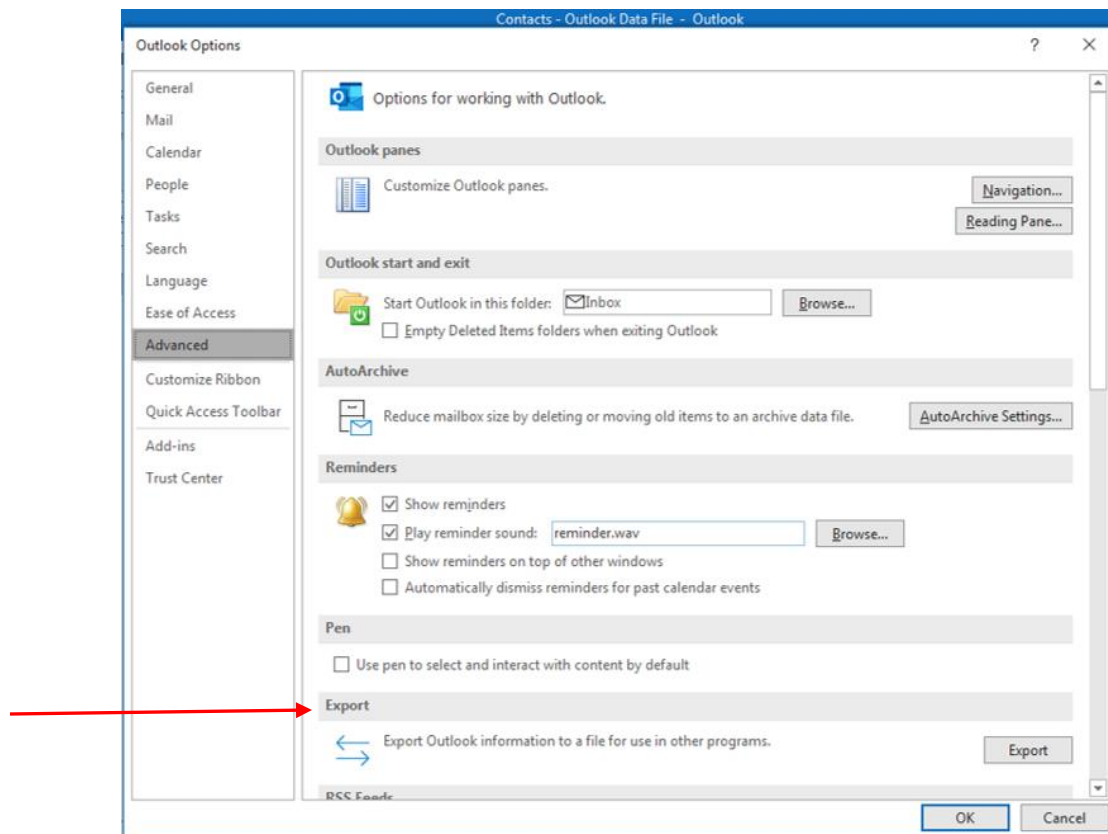 Contacts - Outlook Data File - Outlook
Outlook Options
?
General
Mail
Calendar
People
Tasks
Search
Language
Ease of Access
Advanced
Customize Ribbon
Quick Access Toolbar
Add-ins
Trust Center
Options for working with Outlook.
Outlook panes
Customize Outlook panes.
Navigation...
Reading Pane...
Outlook start and exit
Start Outlook in this folder: Inbox Browse...
Empty Deleted Items folders when exiting Outlook
AutoArchive
Reduce mailbox size by deleting or moving old items to an archive data file. AutoArchive Settings...
Reminders
Show reminders
Play reminder sound: reminder.wav Browse...
Show reminders on top of other windows
Automatically dismiss reminders for past calendar events
Pen
Use pen to select and interact with content by default
Export
Export Outlook information to a file for use in other programs.
Export
RSS Feeds
OK Cancel